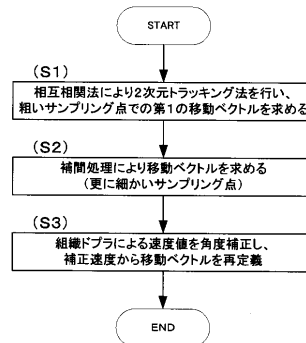 START
(S1)
相互相関法により2次元トラッキング法を行い、
粗いサンプリング点での第1の移動ベクトルを求める
(S2)
補間処理により移動ベクトルを求める
(更に細かいサンプリング点)
(S3)
組織ドプラによる速度値を角度補正し、
補正速度から移動ベクトルを再定義
END